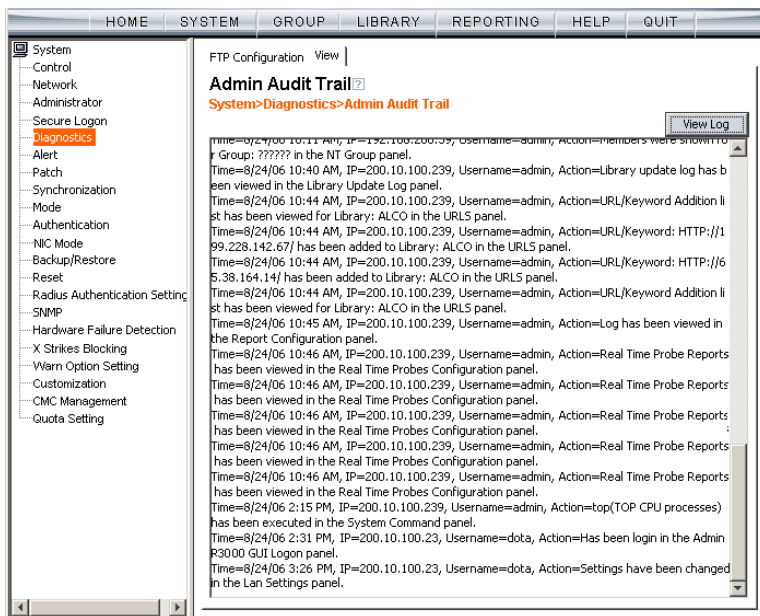 HOME SYSTEM GROUP LIBRARY REPORTING HELP QUIT
System
Control
Network
Administrator
Secure Logon
Diagnostics
Alert
Patch
Synchronization
Mode
Authentication
NIC Mode
Backup/Restore
Reset
Radius Authentication Setting
SNMP
Hardware Failure Detection
X Strikes Blocking
Warn Option Setting
Customization
CMC Management
Quota Setting
FTP Configuration View
Admin Audit Trail ?
System>Diagnostics>Admin Audit Trail
View Log
Time=8/24/06 10:11 AM, IP=192.168.200.59, Username=admin, Action=Members were shown fo
r Group: ?????? in the NT Group panel.
Time=8/24/06 10:40 AM, IP=200.10.100.239, Username=admin, Action=Library update log has b
een viewed in the Library Update Log panel.
Time=8/24/06 10:44 AM, IP=200.10.100.239, Username=admin, Action=URL/Keyword Addition li
st has been viewed for Library: ALCO in the URLS panel.
Time=8/24/06 10:44 AM, IP=200.10.100.239, Username=admin, Action=URL/Keyword: HTTP://1
99.228.142.67/ has been added to Library: ALCO in the URLS panel.
Time=8/24/06 10:44 AM, IP=200.10.100.239, Username=admin, Action=URL/Keyword: HTTP://6
5.38.164.14/ has been added to Library: ALCO in the URLS panel.
Time=8/24/06 10:44 AM, IP=200.10.100.239, Username=admin, Action=URL/Keyword Addition li
st has been viewed for Library: ALCO in the URLS panel.
Time=8/24/06 10:45 AM, IP=200.10.100.239, Username=admin, Action=Log has been viewed in
the Report Configuration panel.
Time=8/24/06 10:46 AM, IP=200.10.100.239, Username=admin, Action=Real Time Probe Reports
has been viewed in the Real Time Probes Configuration panel.
Time=8/24/06 10:46 AM, IP=200.10.100.239, Username=admin, Action=Real Time Probe Reports
has been viewed in the Real Time Probes Configuration panel.
Time=8/24/06 10:46 AM, IP=200.10.100.239, Username=admin, Action=Real Time Probe Reports
has been viewed in the Real Time Probes Configuration panel.
Time=8/24/06 10:46 AM, IP=200.10.100.239, Username=admin, Action=Real Time Probe Reports
has been viewed in the Real Time Probes Configuration panel.
Time=8/24/06 10:46 AM, IP=200.10.100.239, Username=admin, Action=Real Time Probe Reports
has been viewed in the Real Time Probes Configuration panel.
Time=8/24/06 2:15 PM, IP=200.10.100.239, Username=admin, Action=top(TOP CPU processes)
has been executed in the System Command panel.
Time=8/24/06 2:31 PM, IP=200.10.100.23, Username=dota, Action=Has been login in the Admin
R3000 GUI Logon panel.
Time=8/24/06 3:26 PM, IP=200.10.100.23, Username=dota, Action=Settings have been changed
in the Lan Settings panel.